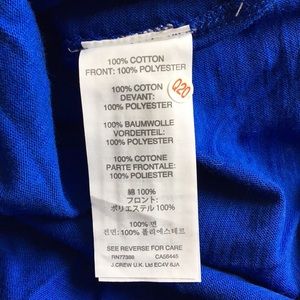 100% COTTON
FRONT: 100% POLYESTER
100% COTON
DEVANT:
100% POLYESTER
020
100% BAUMWOLLE
VORDERTEIL:
100% POLYESTER
100% COTONE
PARTE FRONTALE:
100% POLIESTER
綿 100%
フロント:
ポリエステル 100%
100% 면
전면: 100% 폴리에스테르
SEE REVERSE FOR CARE
RN77388 CA56445
J.CREW U.K. Ltd EC4V 6JA